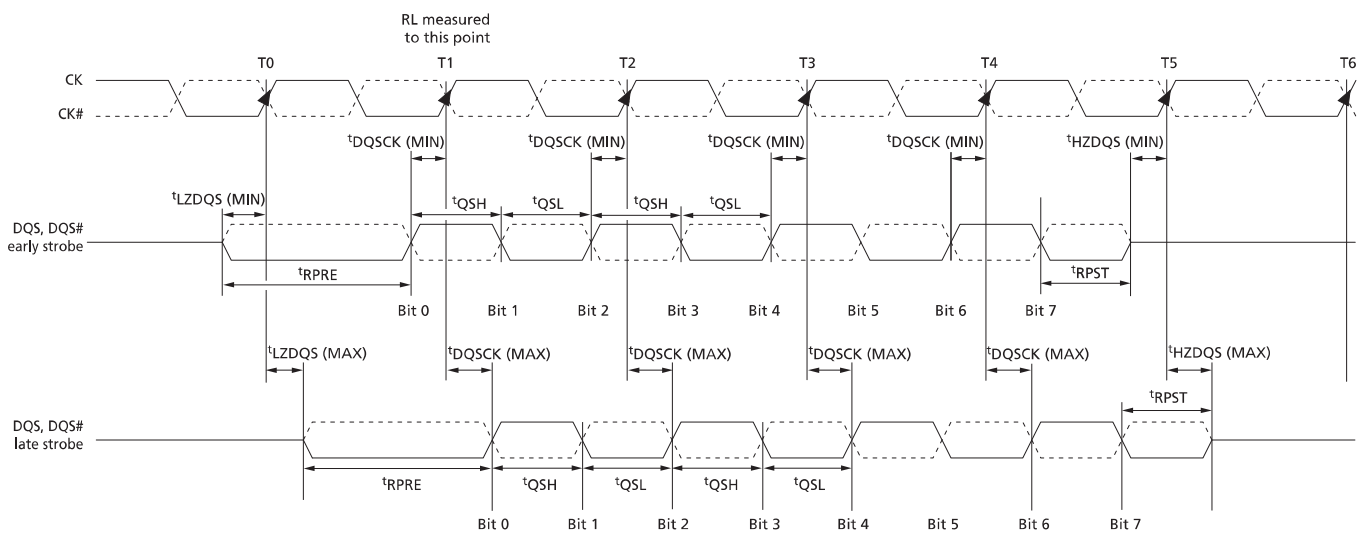 RL measured
to this point
T0 T1 T2 T3 T4 T5 T6
CK
CK#
tDQSCK (MIN) tDQSCK (MIN) tDQSCK (MIN) tDQSCK (MIN) tHZDQS (MIN)
tLZDQS (MIN)
tQSH tQSL tQSH tQSL
DQS, DQS#
early strobe
tRPRE
tRPST
Bit 0 Bit 1 Bit 2 Bit 3 Bit 4 Bit 5 Bit 6 Bit 7
tLZDQS (MAX) tDQSCK (MAX) tDQSCK (MAX) tDQSCK (MAX) tDQSCK (MAX) tHZDQS (MAX)
tRPST
DQS, DQS#
late strobe
tRPRE tQSH tQSL tQSH tQSL
Bit 0 Bit 1 Bit 2 Bit 3 Bit 4 Bit 5 Bit 6 Bit 7